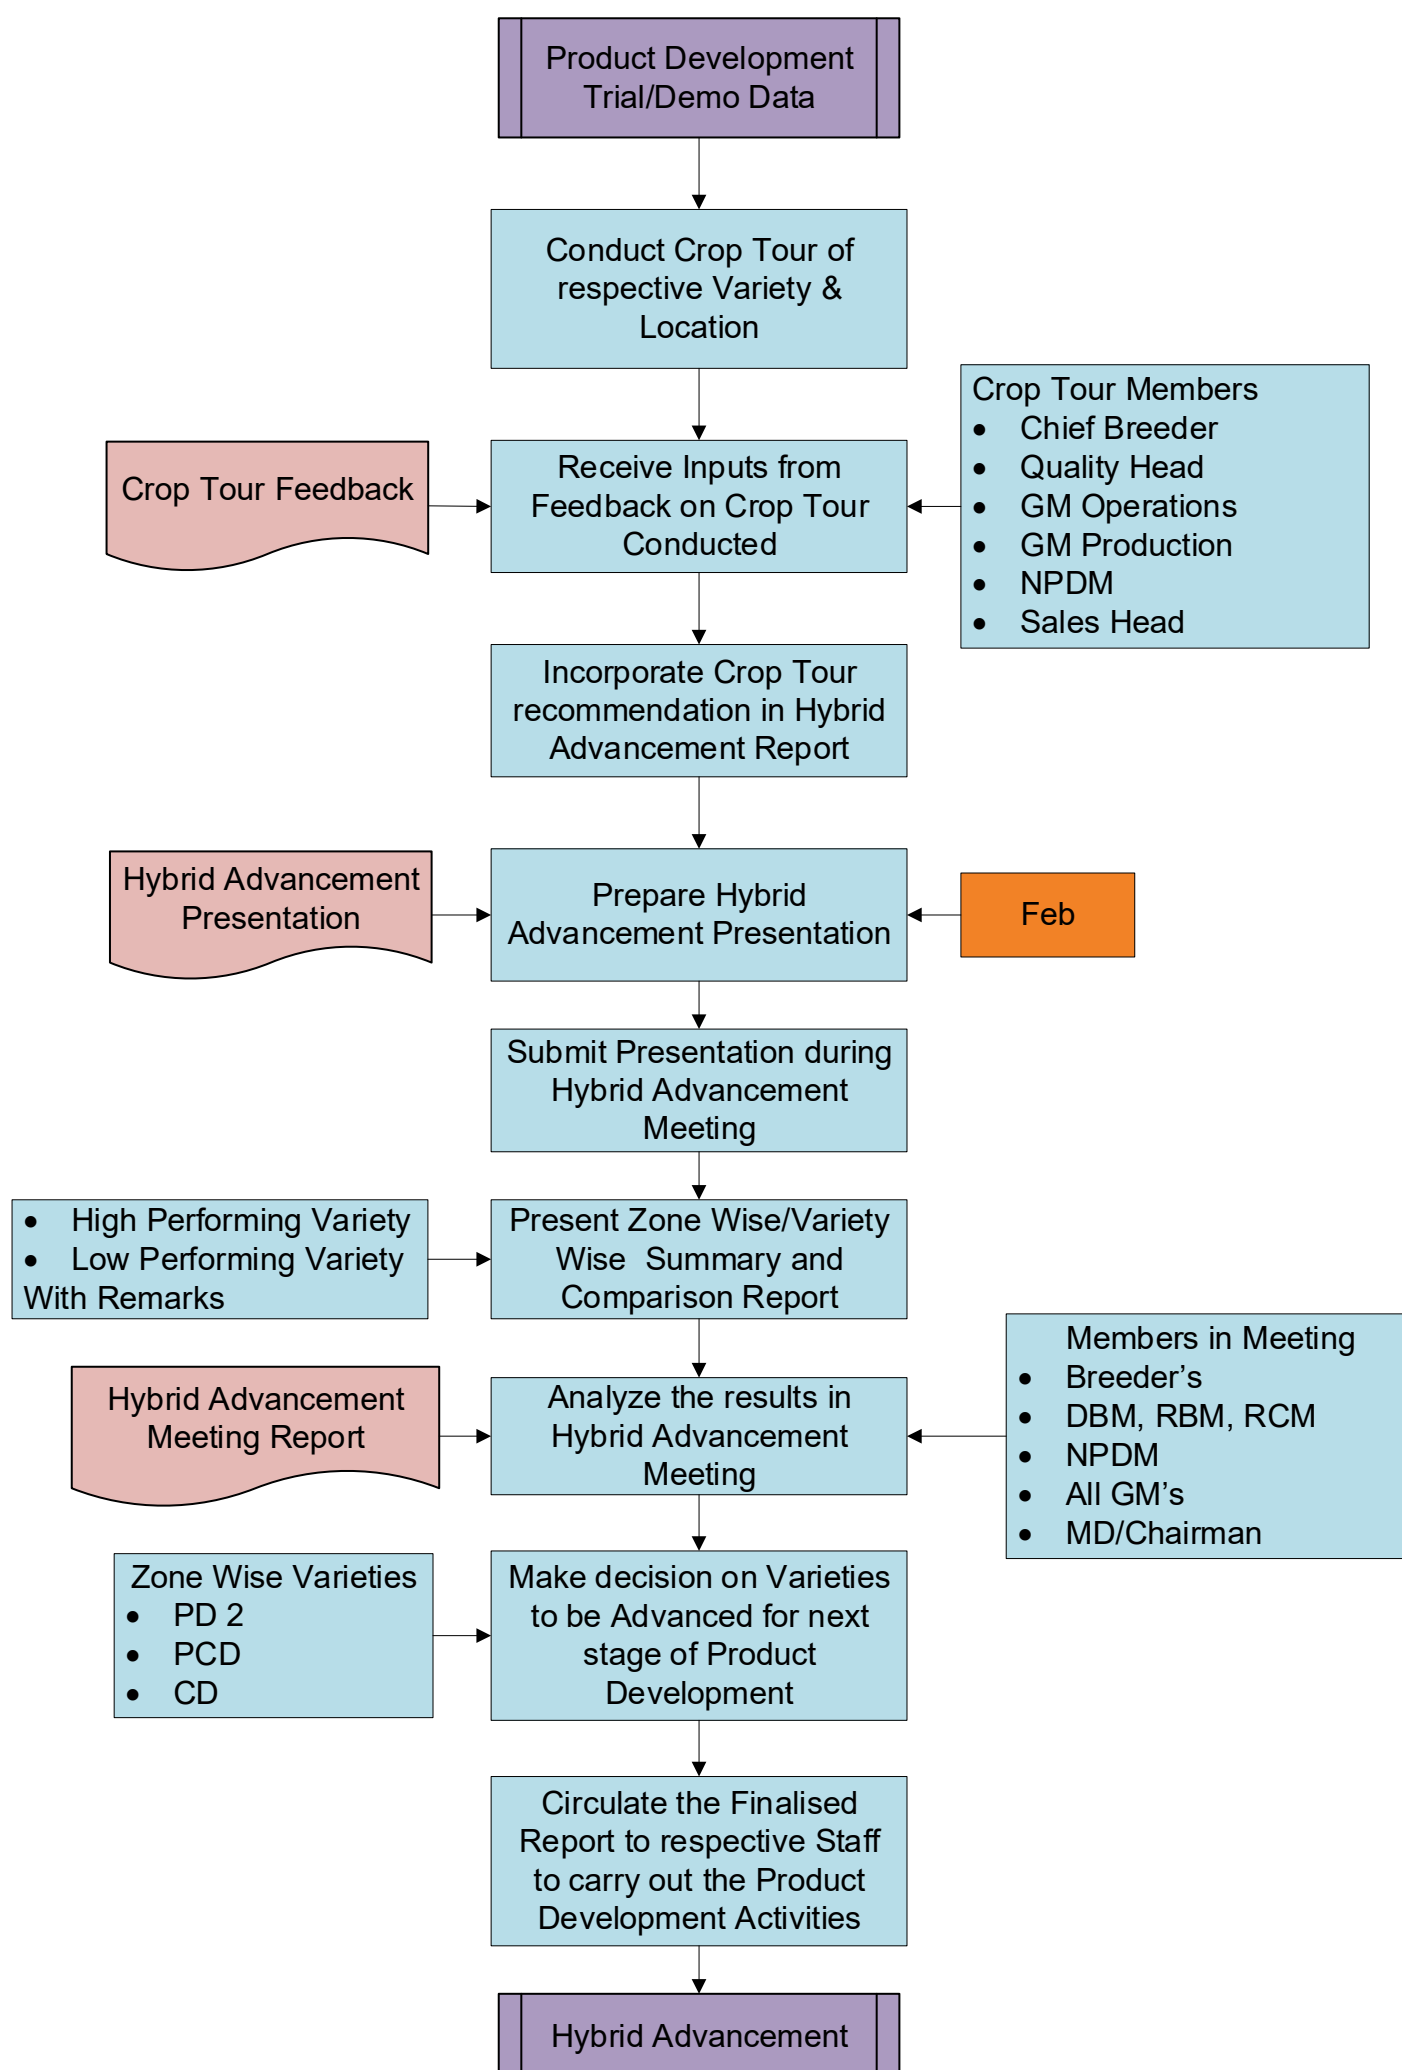 Product Development
Trial/Demo Data
Conduct Crop Tour of
respective Variety &
Location
Crop Tour Feedback
Receive Inputs from
Feedback on Crop Tour
Conducted
Crop Tour Members
• Chief Breeder
• Quality Head
• GM Operations
• GM Production
• NPDM
• Sales Head
Incorporate Crop Tour
recommendation in Hybrid
Advancement Report
Hybrid Advancement
Presentation
Prepare Hybrid
Advancement Presentation
Feb
Submit Presentation during
Hybrid Advancement
Meeting
• High Performing Variety
• Low Performing Variety
With Remarks
Present Zone Wise/Variety
Wise Summary and
Comparison Report
Hybrid Advancement
Meeting Report
Analyze the results in
Hybrid Advancement
Meeting
Members in Meeting
• Breeder’s
• DBM, RBM, RCM
• NPDM
• All GM’s
• MD/Chairman
Zone Wise Varieties
• PD 2
• PCD
• CD
Make decision on Varieties
to be Advanced for next
stage of Product
Development
Circulate the Finalised
Report to respective Staff
to carry out the Product
Development Activities
Hybrid Advancement